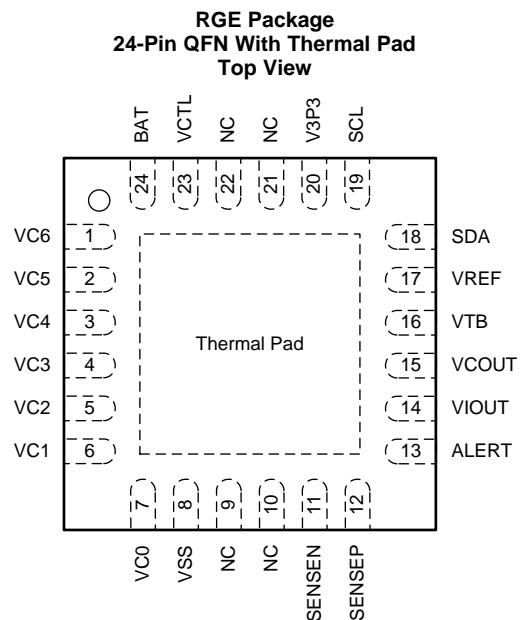 RGE Package
24-Pin QFN With Thermal Pad
Top View
BAT
VCTL
NC
NC
V3P3
SCL
24
23
22
21
20
19
VC6 1
VC5 2
VC4 3
VC3 4
VC2 5
VC1 6
Thermal Pad
18 SDA
17 VREF
16 VTB
15 VCOUT
14 VIOUT
13 ALERT
7
8
9
10
11
12
VC0
VSS
NC
NC
SENSEN
SENSEP